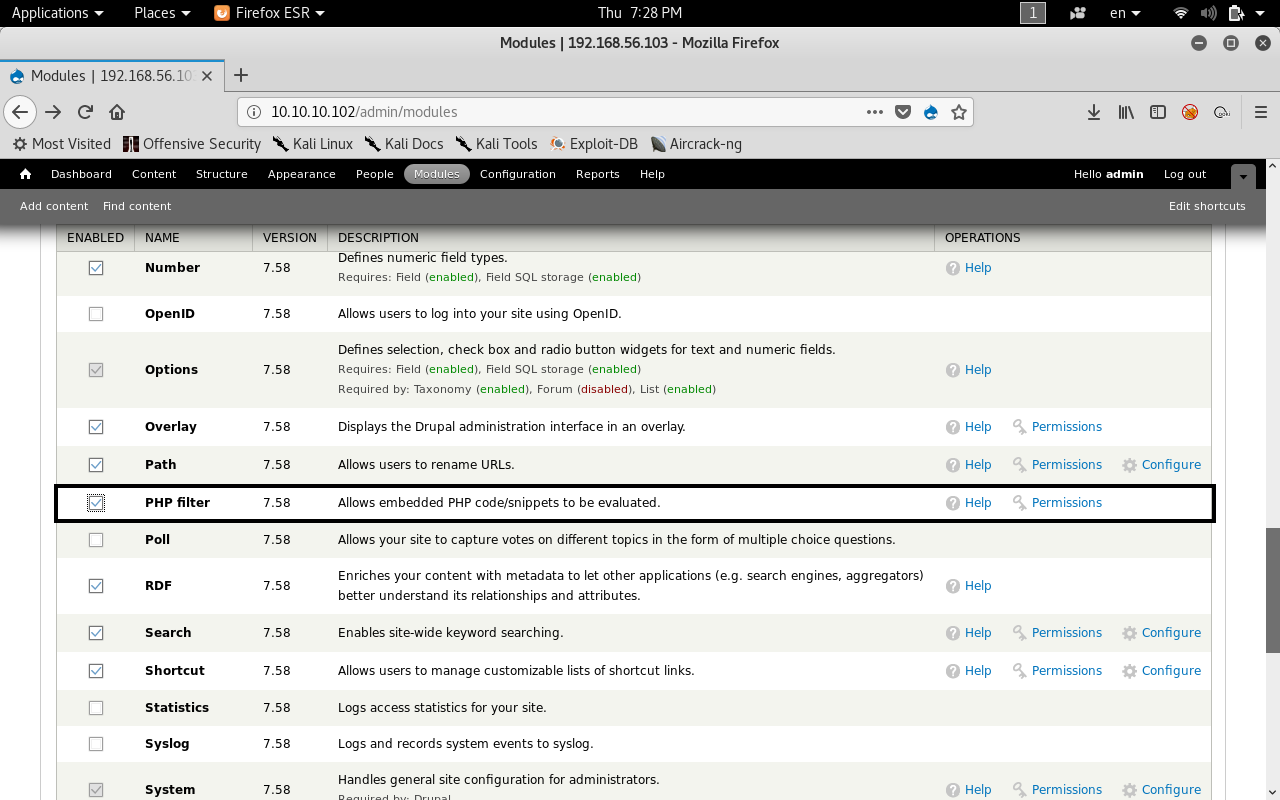 Applications Places Firefox ESR Thu 7:28 PM 1 en
Modules | 192.168.56.103 - Mozilla Firefox
Modules | 192.168.56.10
10.10.10.102/admin/modules
Most Visited Offensive Security Kali Linux Kali Docs Kali Tools Exploit-DB Aircrack-ng
Dashboard Content Structure Appearance People Modules Configuration Reports Help Hello admin Log out
Add content Find content Edit shortcuts
ENABLED NAME VERSION DESCRIPTION OPERATIONS
Defines numeric field types.
Number 7.58 Help
Requires: Field (enabled), Field SQL storage (enabled)
OpenID 7.58 Allows users to log into your site using OpenID.
Defines selection, check box and radio button widgets for text and numeric fields.
Options 7.58 Requires: Field (enabled), Field SQL storage (enabled) Help
Required by: Taxonomy (enabled), Forum (disabled), List (enabled)
Overlay 7.58 Displays the Drupal administration interface in an overlay. Help Permissions
Path 7.58 Allows users to rename URLs. Help Permissions Configure
PHP filter 7.58 Allows embedded PHP code/snippets to be evaluated. Help Permissions
Poll 7.58 Allows your site to capture votes on different topics in the form of multiple choice questions.
Enriches your content with metadata to let other applications (e.g. search engines, aggregators)
RDF 7.58 Help
better understand its relationships and attributes.
Search 7.58 Enables site-wide keyword searching. Help Permissions Configure
Shortcut 7.58 Allows users to manage customizable lists of shortcut links. Help Permissions Configure
Statistics 7.58 Logs access statistics for your site.
Syslog 7.58 Logs and records system events to syslog.
Handles general site configuration for administrators.
System 7.58 Help Permissions Configure
Required by: Drupal